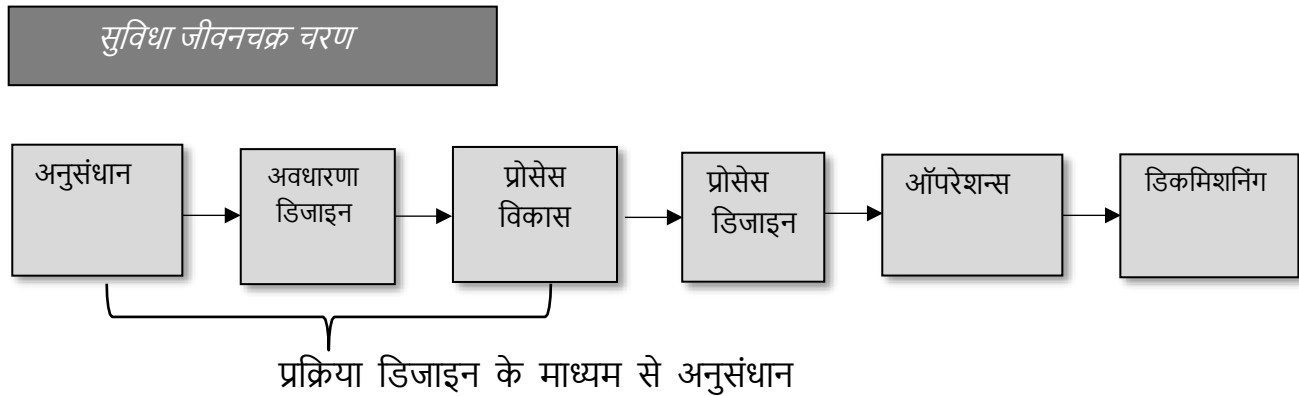 सुविधा जीवनचक्र चरण
अनुसंधान
अवधारणा
डिजाइन
प्रोसेस
विकास
प्रोसेस
डिजाइन
ऑपरेशन्स
डिकमिशनिंग
प्रक्रिया डिजाइन के माध्यम से अनुसंधान